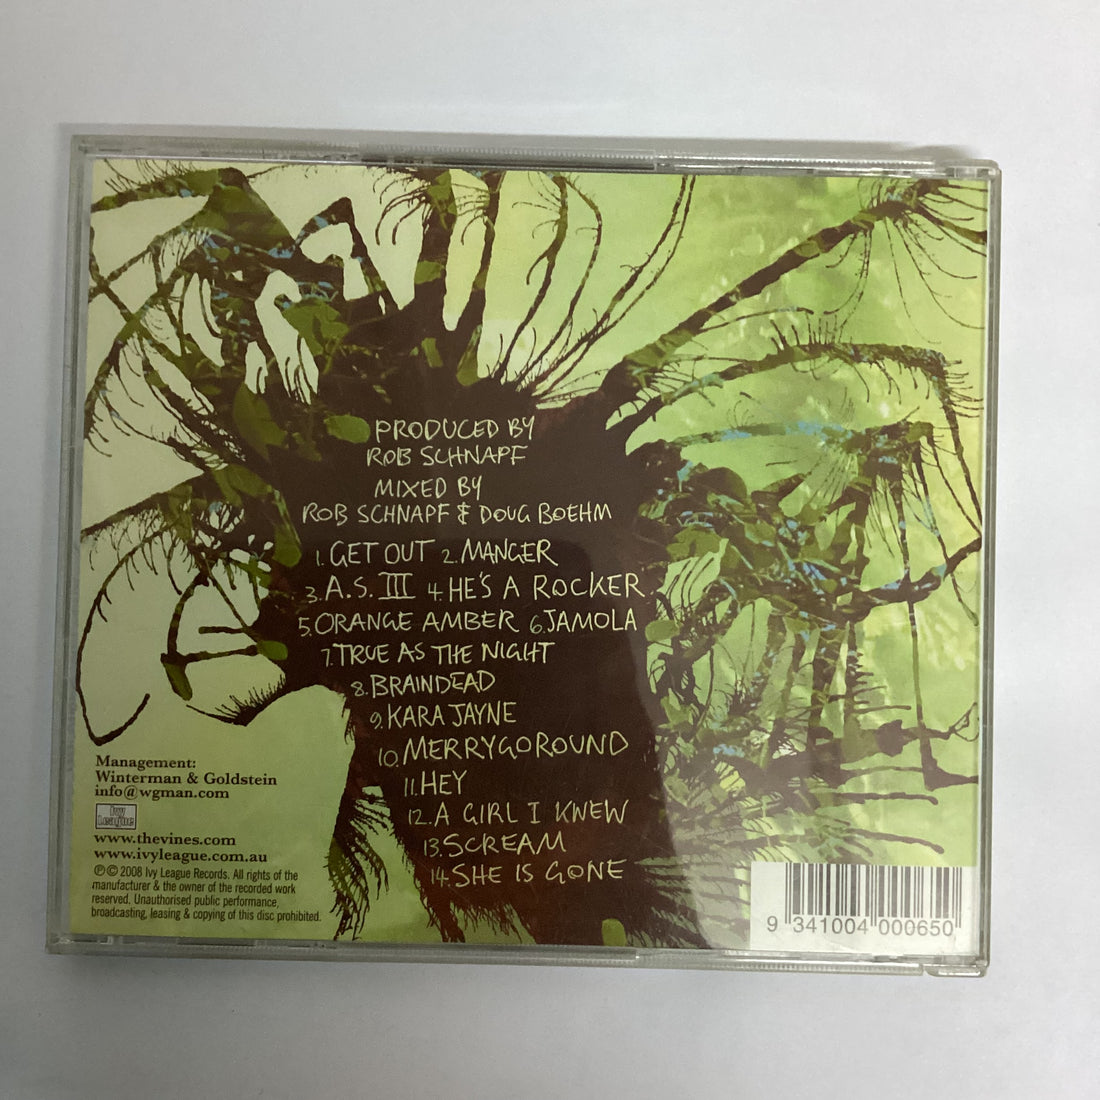 PRODUCED BY
ROB SCHNAPF
MIXED BY
ROB SCHNAPF & DOUG BOEHM
1. GET OUT 2. MANGER
3. A.S. III 4 HE'S A ROCKER
5. ORANGE AMBER 6. JAMOLA
7. TRUE AS THE NIGHT
8. BRAINDEAD
9. KARA JAYNE
10. MERRYGOROUND
11. HEY
12. A GIRL I KNEW
13. SCREAM
14. SHE IS GONE
Management:
Winterman & Goldstein
info@wgman.com
Ivy
League
www.thevines.com
www.ivyleague.com.au
℗ © 2008 Ivy League Records. All rights of the
manufacturer & the owner of the recorded work
reserved. Unauthorised public performance,
broadcasting, leasing & copying of this disc prohibited.
9 341004 000650